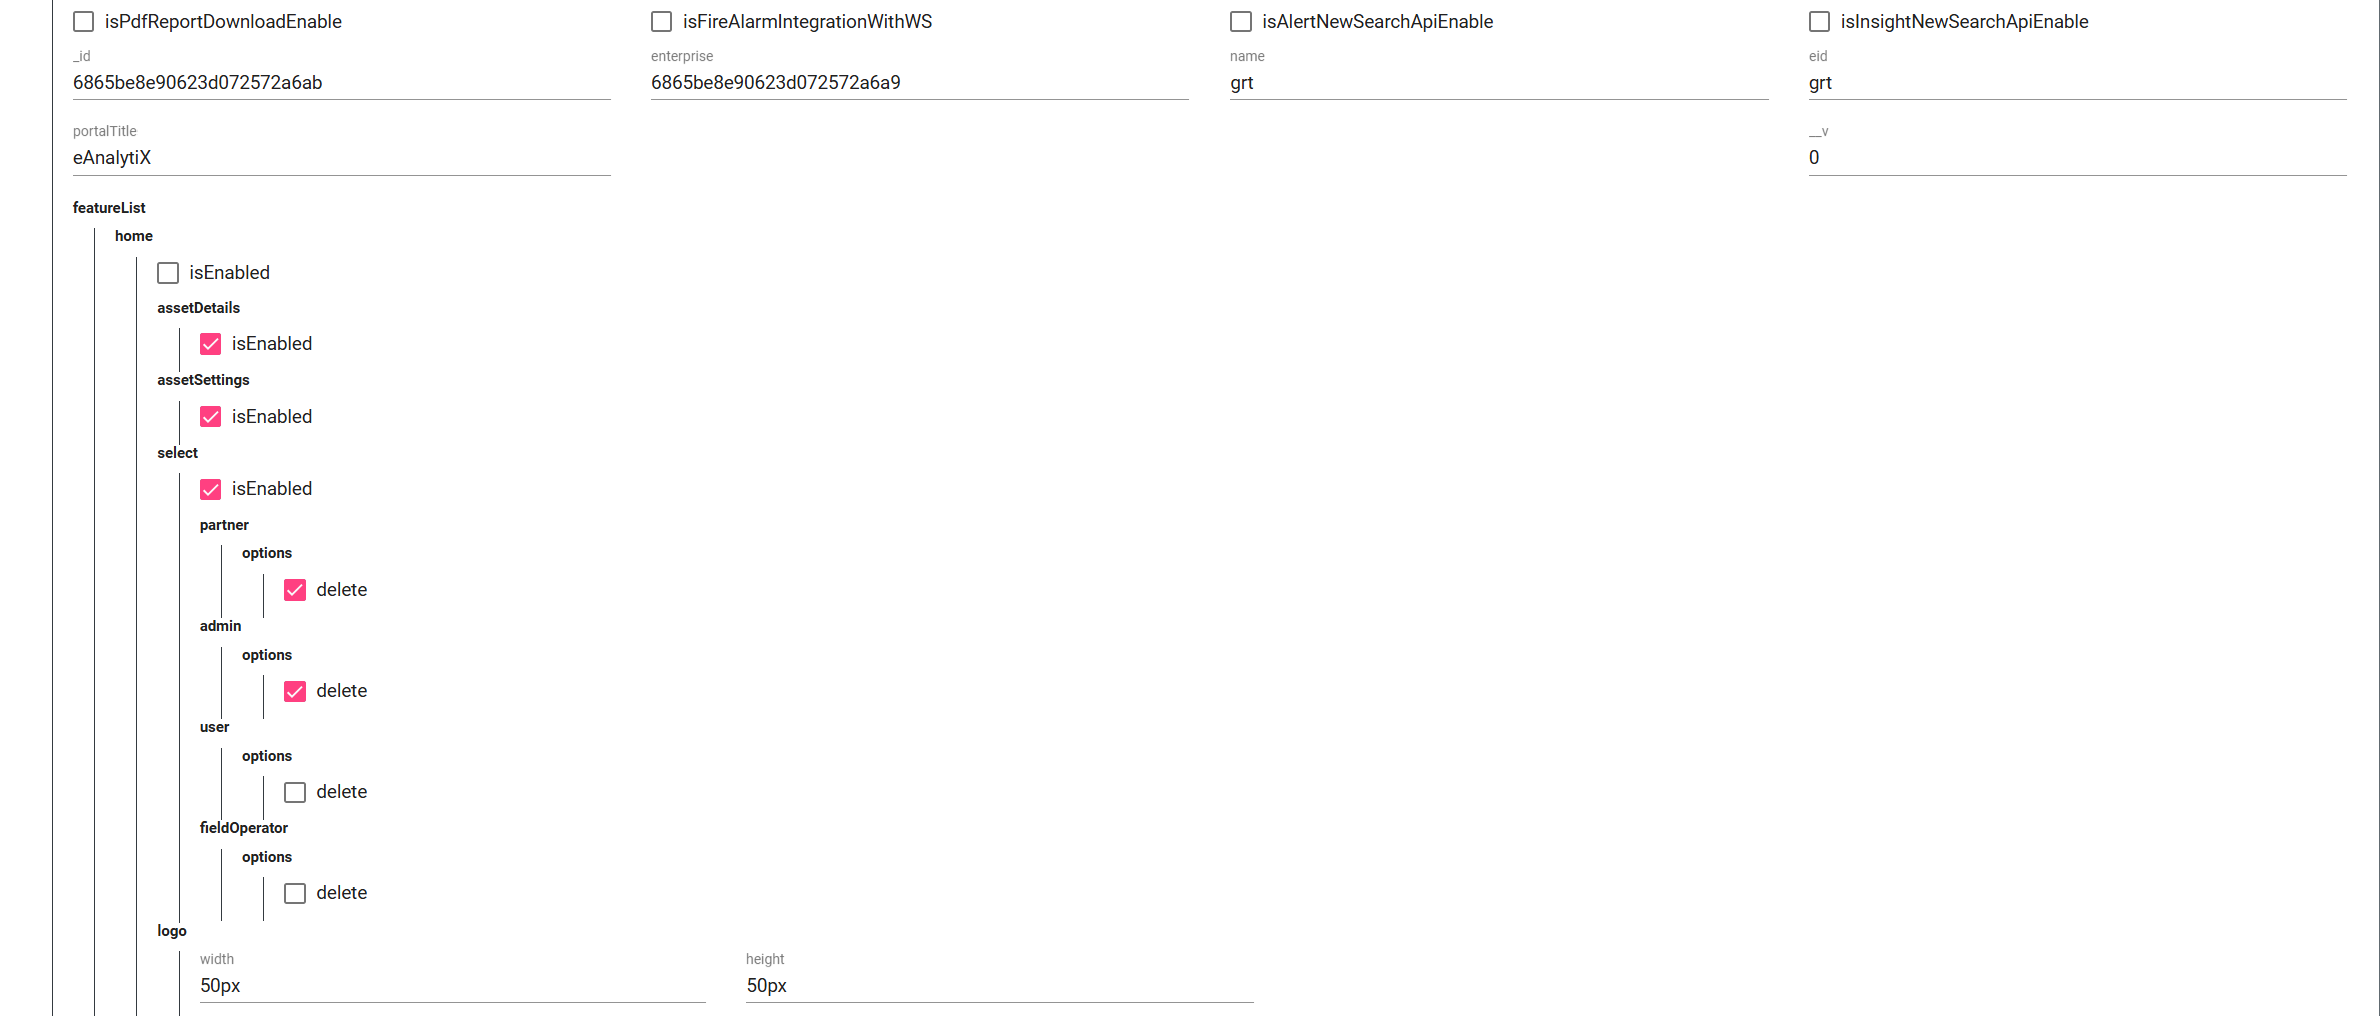 isPdfReportDownloadEnable isFireAlarmIntegrationWithWS isAlertNewSearchApiEnable isInsightNewSearchApiEnable
_id enterprise name eid
6865be8e90623d072572a6ab 6865be8e90623d072572a6a9 grt grt
portalTitle __v
eAnalytiX 0
featureList
home
isEnabled
assetDetails
isEnabled
assetSettings
isEnabled
select
isEnabled
partner
options
delete
admin
options
delete
user
options
delete
fieldOperator
options
delete
logo
width height
50px 50px